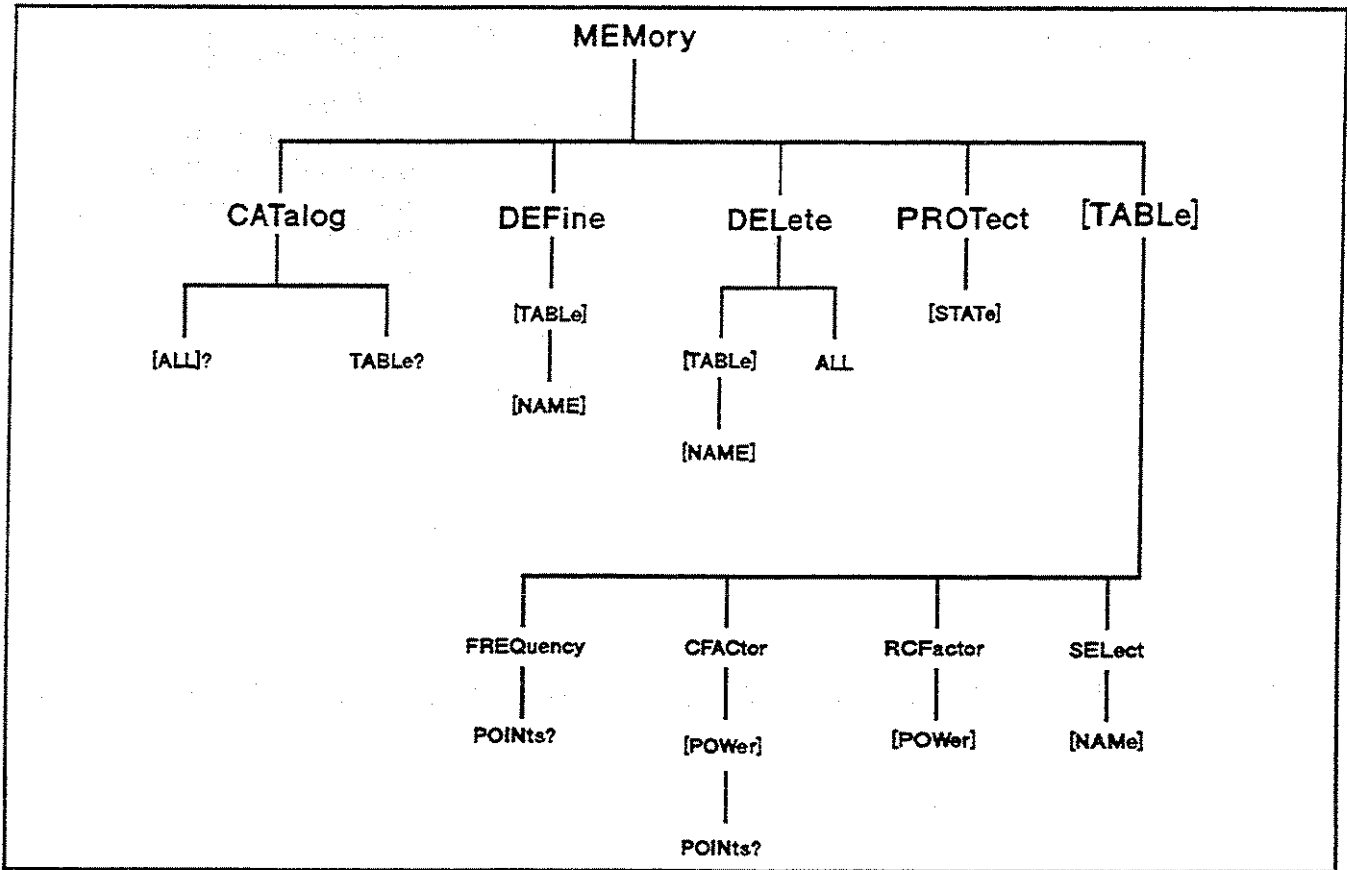 MEMory
CATalog DEFine DELete PROTect [TABLe]
[TABLe] [STATe]
[ALL]? TABLe? [TABLe] ALL
[NAME]
[NAME]
FREQuency CFACtor RCFactor SELect
POINts? [POWer] [POWer] [NAMe]
POINts?